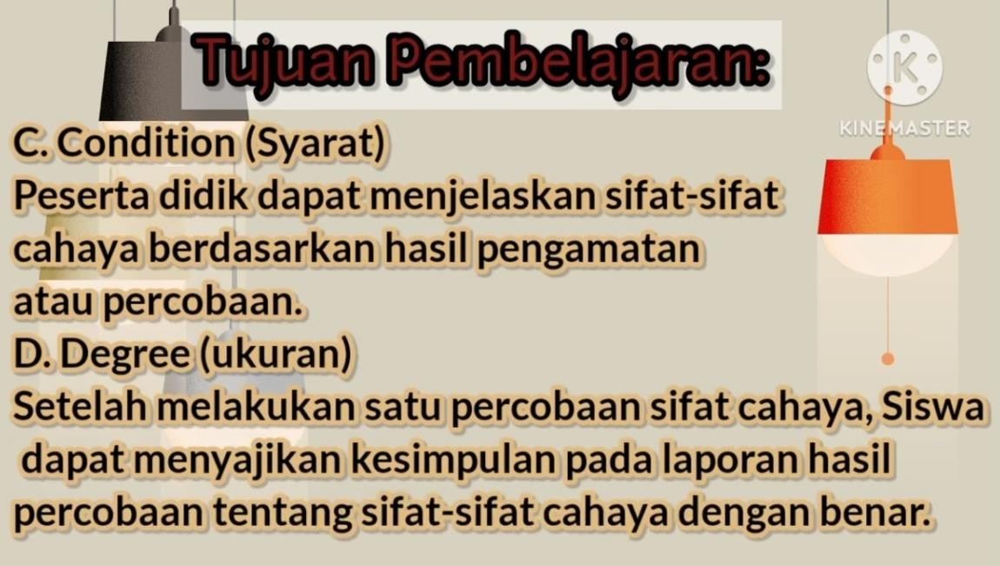 Tujuan Pembelajaran:
K
KINEMASTER
C. Condition (Syarat)
Peserta didik dapat menjelaskan sifat-sifat
cahaya berdasarkan hasil pengamatan
atau percobaan.
D. Degree (ukuran)
Setelah melakukan satu percobaan sifat cahaya, Siswa
dapat menyajikan kesimpulan pada laporan hasil
percobaan tentang sifat-sifat cahaya dengan benar.